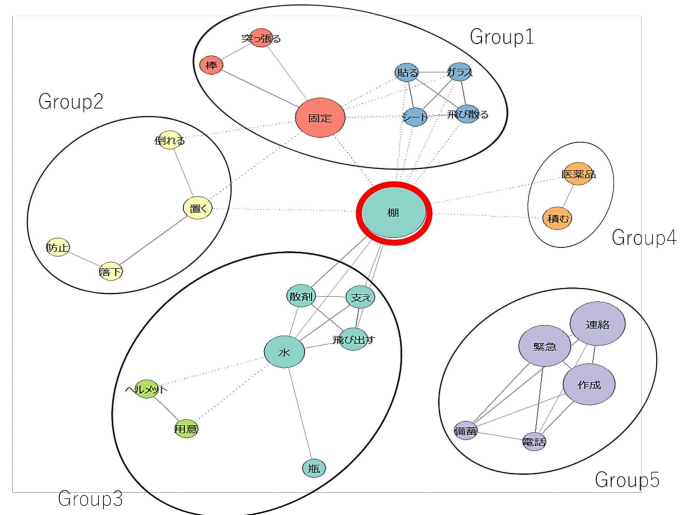 Group1
突っ張る
棒
固定
貼る
ガラス
シート
飛び散る
Group2
倒れる
置く
防止
落下
棚
医薬品
積む
Group4
散剤
支え
水
飛び出す
ヘルメット
用意
瓶
Group3
連絡
緊急
作成
備蓄
電話
Group5